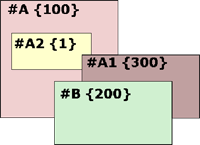 #A {100}
#A2 {1}
#A1 {300}
#B {200}